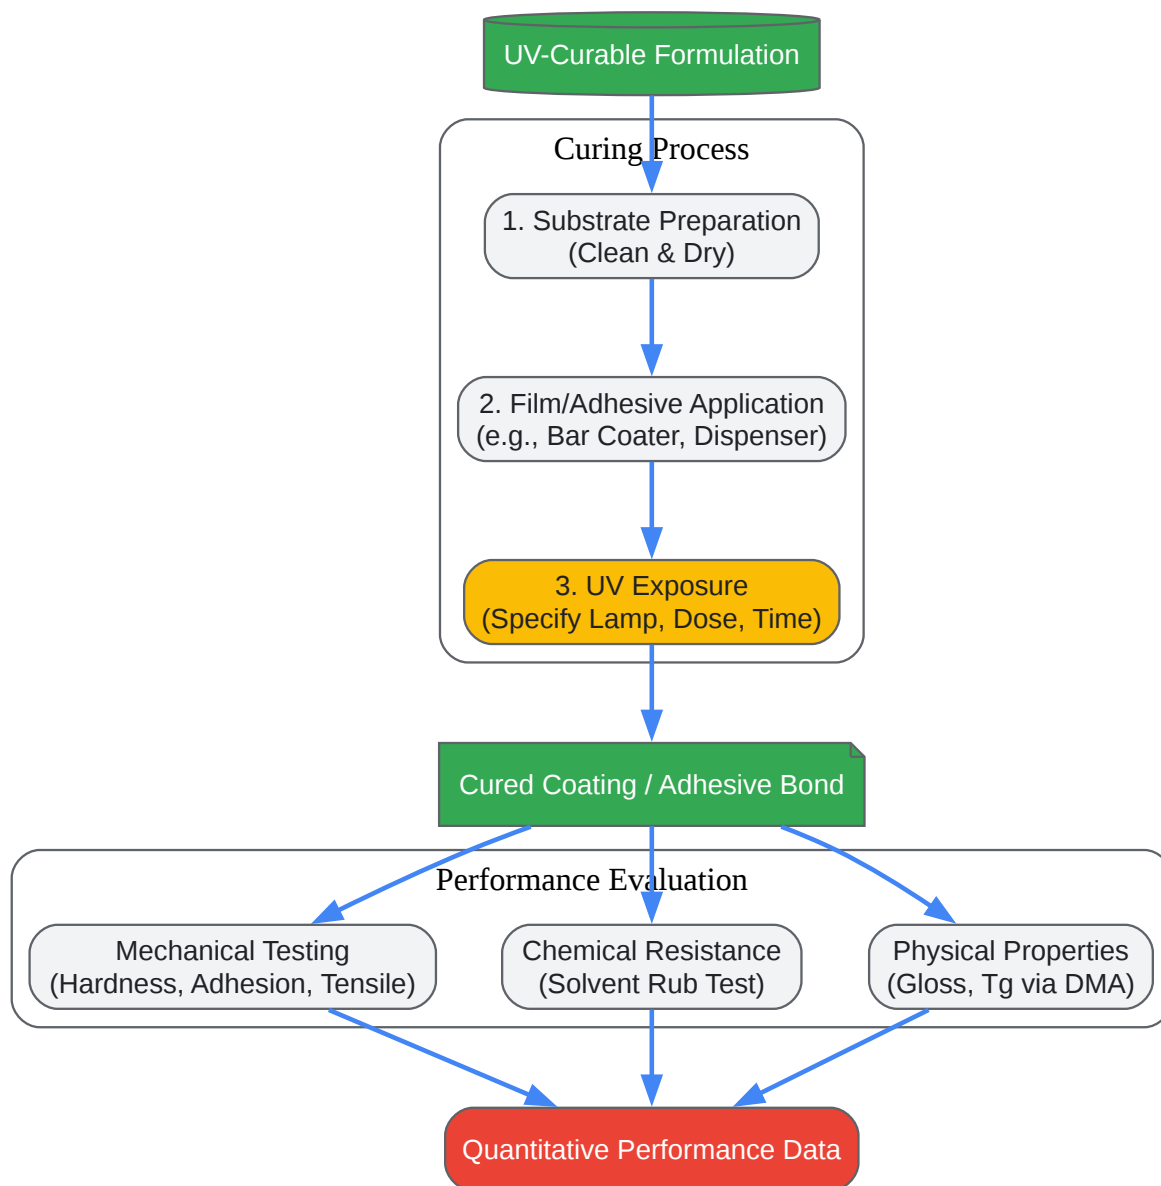 UV-Curable Formulation
Curing Process
1. Substrate Preparation
(Clean & Dry)
2. Film/Adhesive Application
(e.g., Bar Coater, Dispenser)
3. UV Exposure
(Specify Lamp, Dose, Time)
Cured Coating / Adhesive Bond
Performance Evaluation
Mechanical Testing
(Hardness, Adhesion, Tensile)
Chemical Resistance
(Solvent Rub Test)
Physical Properties
(Gloss, Tg via DMA)
Quantitative Performance Data